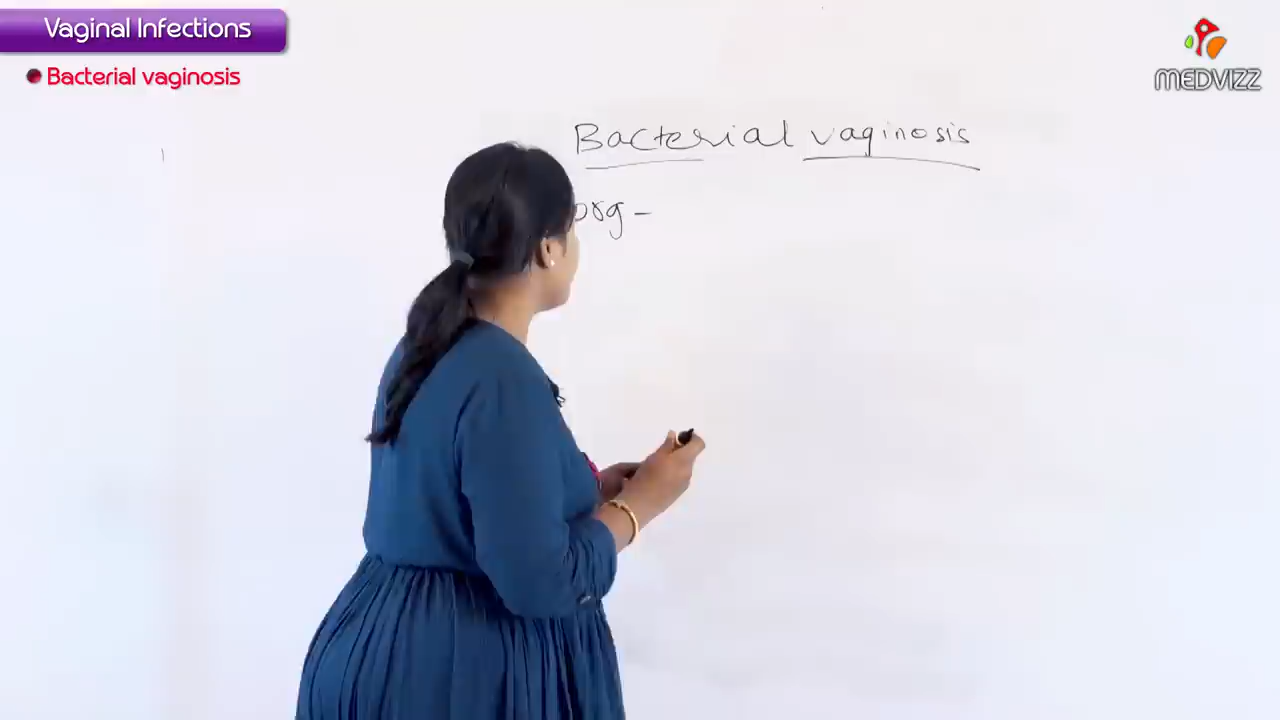 Vaginal Infections
Bacterial vaginosis
MEDVIZZ
Bacterial vaginosis
org -